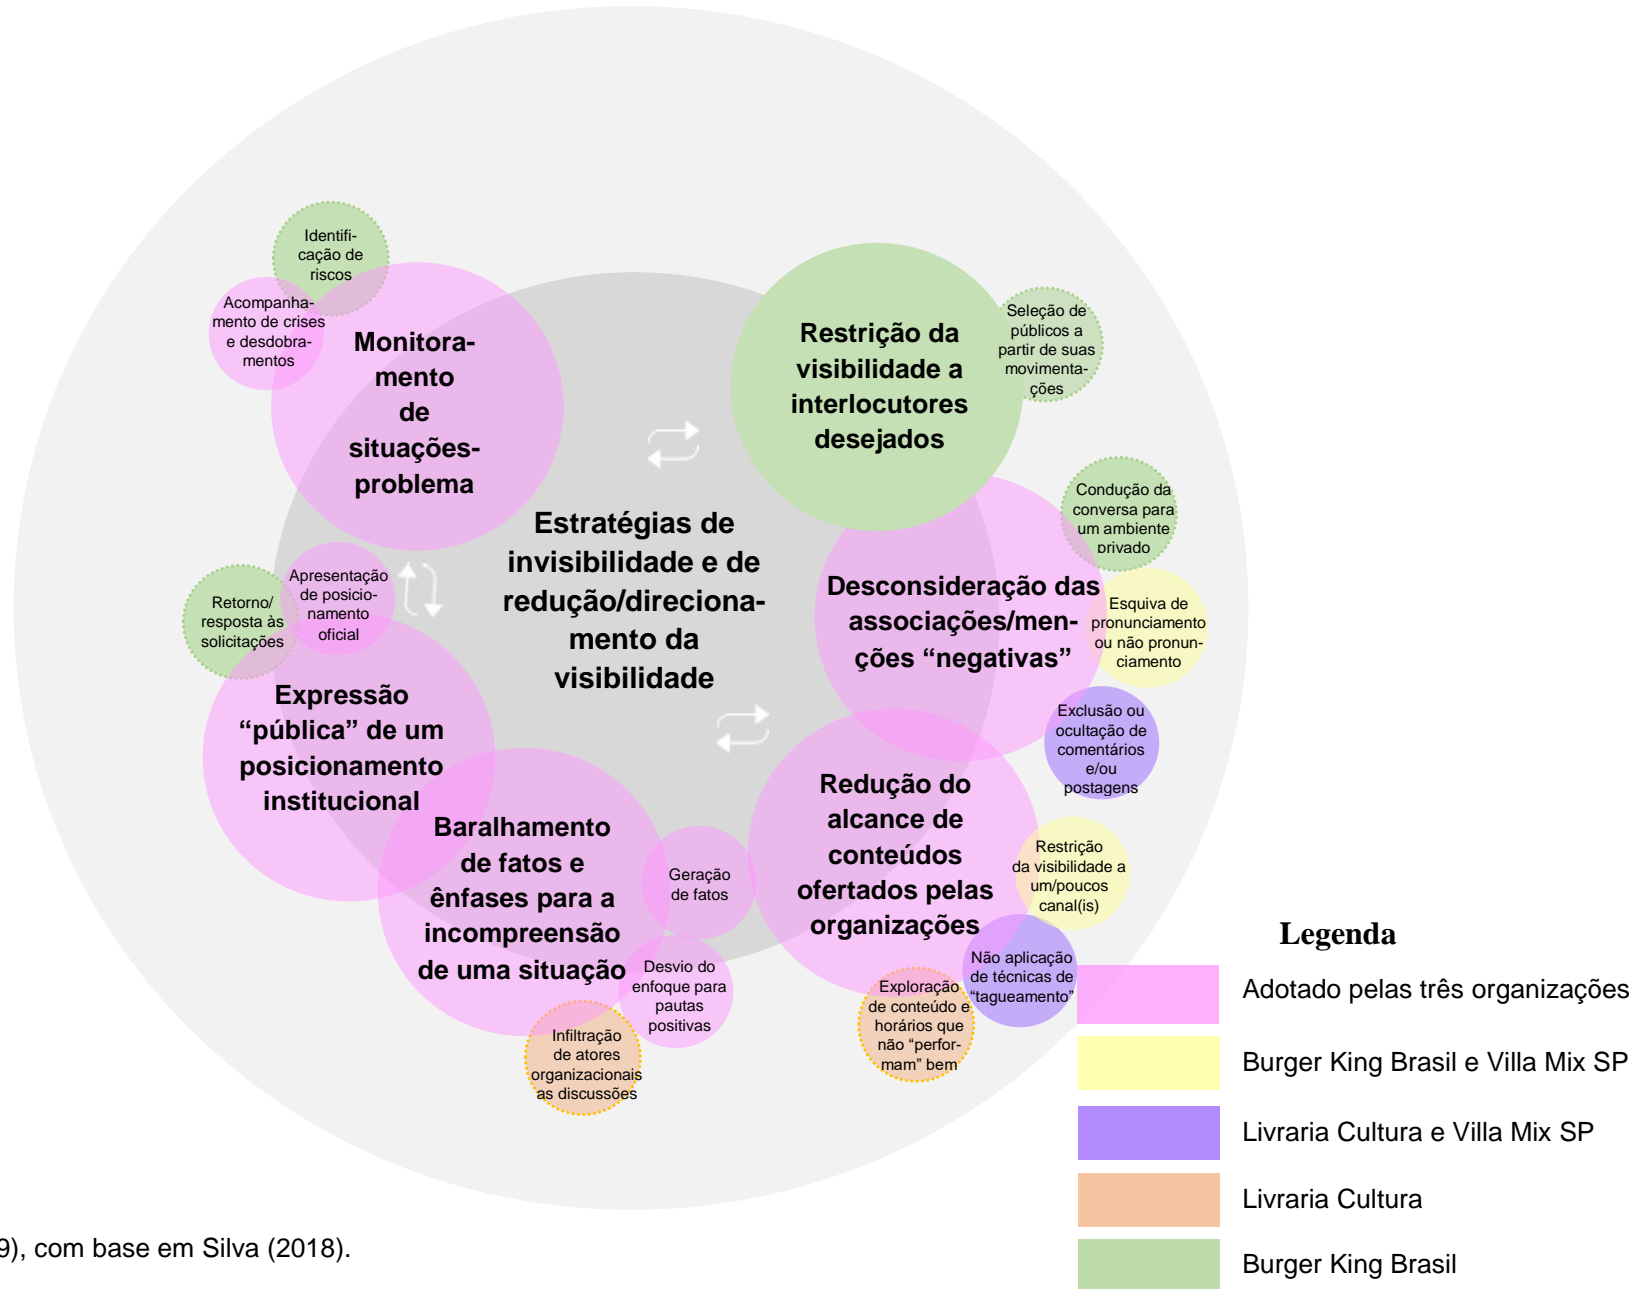 Identifi-
cação de
riscos
Acompanha-
mento de crises
e desdobra-
mentos
Monitora-
mento
de
situações-
problema
Restrição da
visibilidade a
interlocutores
desejados
Seleção de
públicos a
partir de suas
movimenta-
ções
Estratégias de
invisibilidade e de
redução/direciona-
mento da
visibilidade
Condução da
conversa para
um ambiente
privado
Desconsideração das
associações/men-
ções “negativas”
Esquiva de
pronunciamento
ou não pronun-
ciamento
Exclusão ou
ocultação de
comentários
e/ou
postagens
Apresentação
de posicio-
namento
oficial
Retorno/
resposta às
solicitações
Expressão
“pública” de um
posicionamento
institucional
Baralhamento
de fatos e
ênfases para a
incompreensão
de uma situação
Geração
de fatos
Desvio do
enfoque para
pautas
positivas
Infiltração
de atores
organizacionais
as discussões
Redução do
alcance de
conteúdos
ofertados pelas
organizações
Restrição
da visibilidade a
um/poucos
canal(is)
Não aplicação
de técnicas de
“tagueamento”
Exploração
de conteúdo e
horários que
não “perfor-
mam” bem
Legenda
Adotado pelas três organizações
Burger King Brasil e Villa Mix SP
Livraria Cultura e Villa Mix SP
Livraria Cultura
Burger King Brasil
9), com base em Silva (2018).